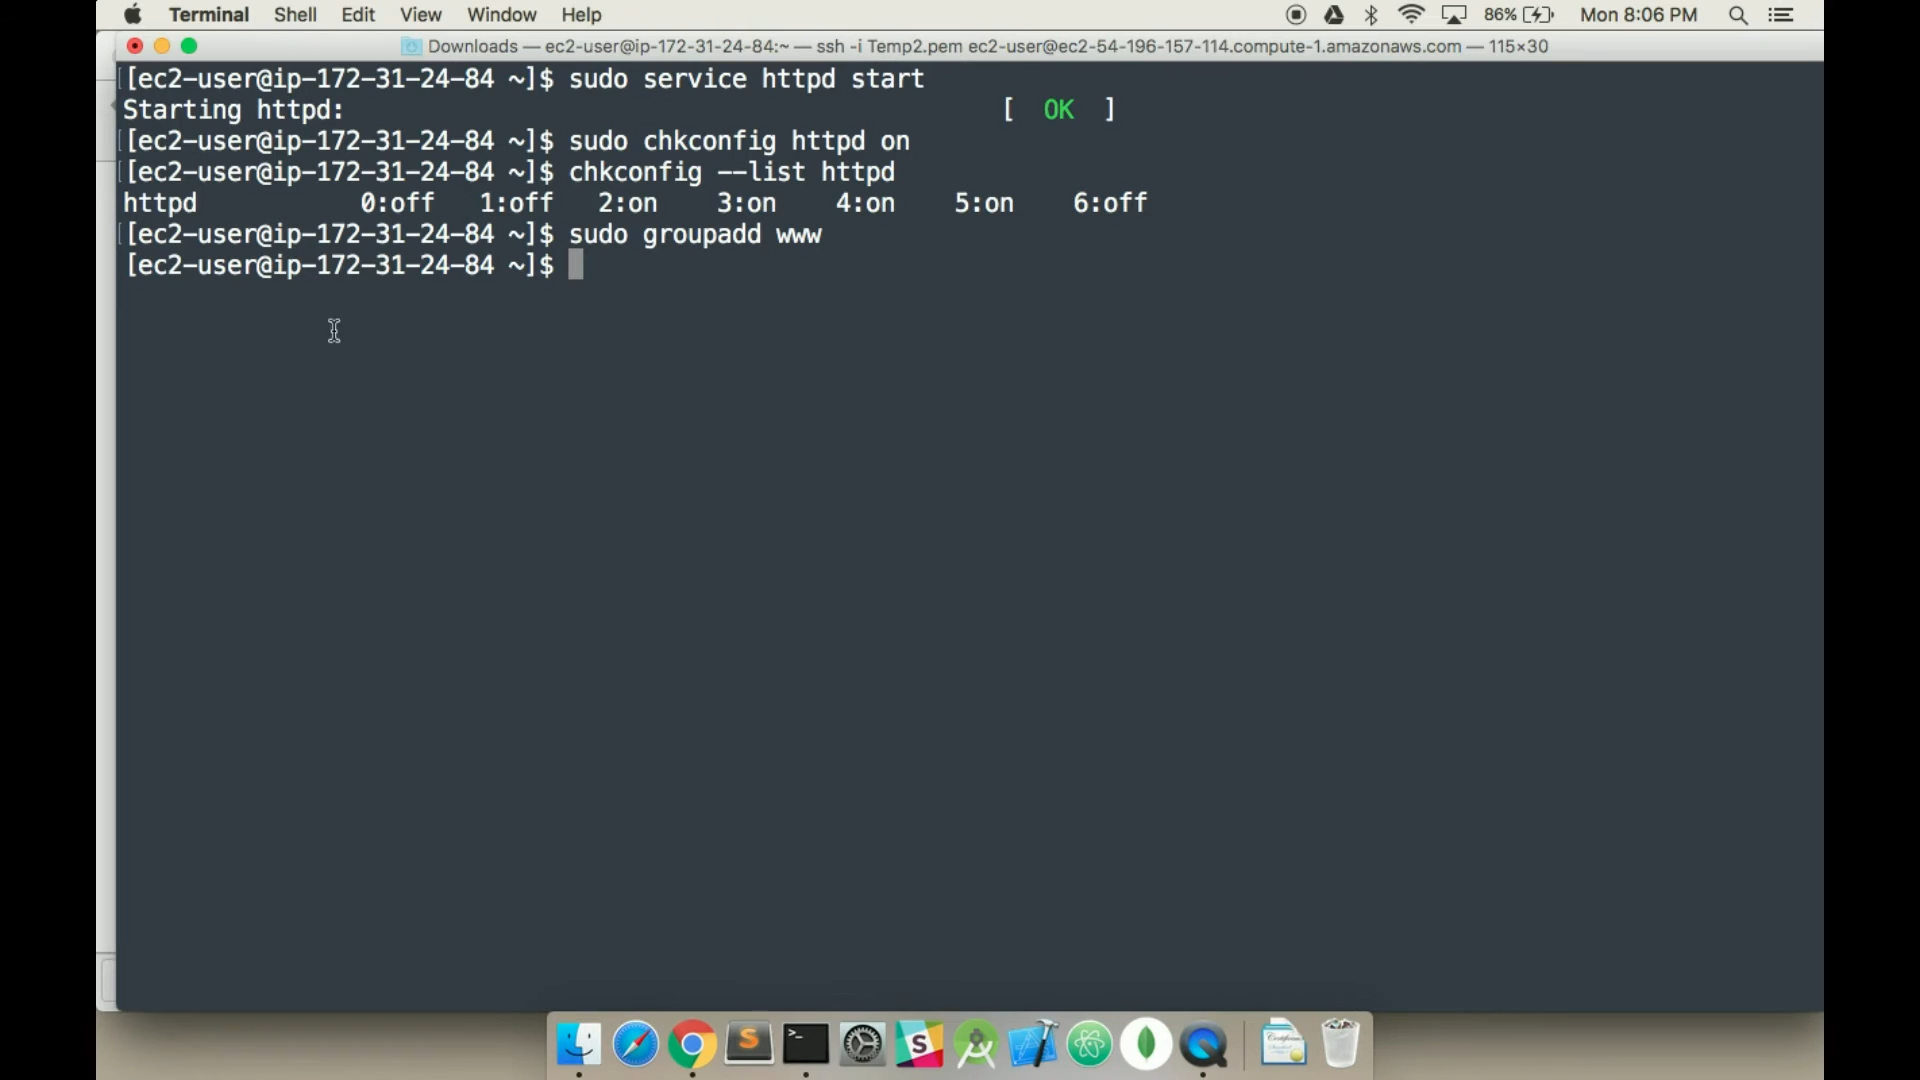 Terminal Shell Edit View Window Help 86% Mon 8:06 PM
Downloads — ec2-user@ip-172-31-24-84:~ — ssh -i Temp2.pem ec2-user@ec2-54-196-157-114.compute-1.amazonaws.com — 115×30
[[ec2-user@ip-172-31-24-84 ~]$ sudo service httpd start
Starting httpd: [ OK ]
[[ec2-user@ip-172-31-24-84 ~]$ sudo chkconfig httpd on
[[ec2-user@ip-172-31-24-84 ~]$ chkconfig --list httpd
httpd 0:off 1:off 2:on 3:on 4:on 5:on 6:off
[[ec2-user@ip-172-31-24-84 ~]$ sudo groupadd www
[ec2-user@ip-172-31-24-84 ~]$